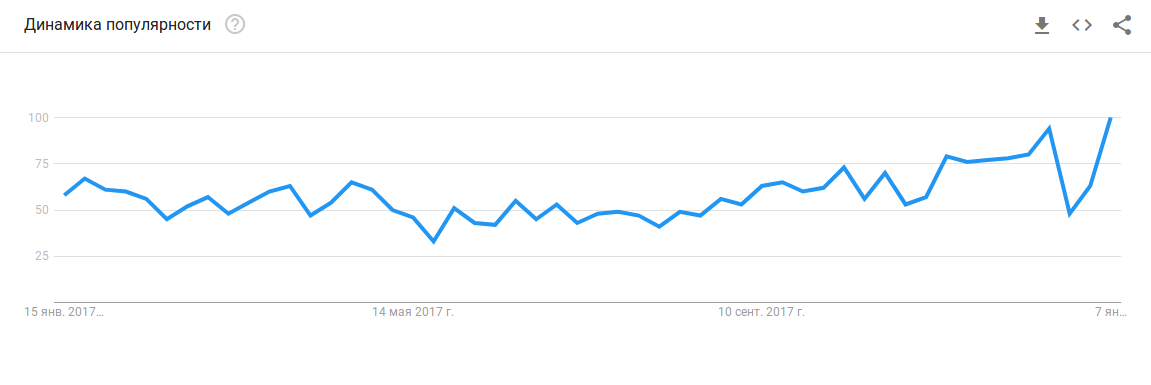 Динамика популярности ?
100
75
50
25
15 янв. 2017…
14 мая 2017 г.
10 сент. 2017 г.
7 ян…